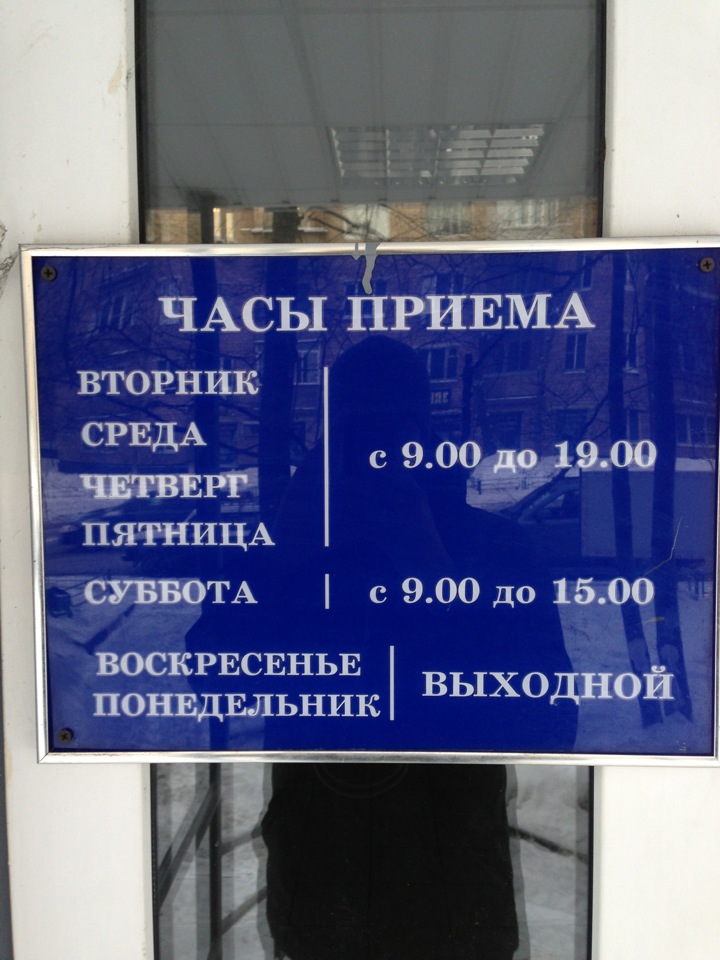 ЧАСЫ ПРИЕМА
ВТОРНИК
СРЕДА
ЧЕТВЕРГ
ПЯТНИЦА
с 9.00 до 19.00
СУББОТА с 9.00 до 15.00
ВОСКРЕСЕНЬЕ
ПОНЕДЕЛЬНИК
ВЫХОДНОЙ